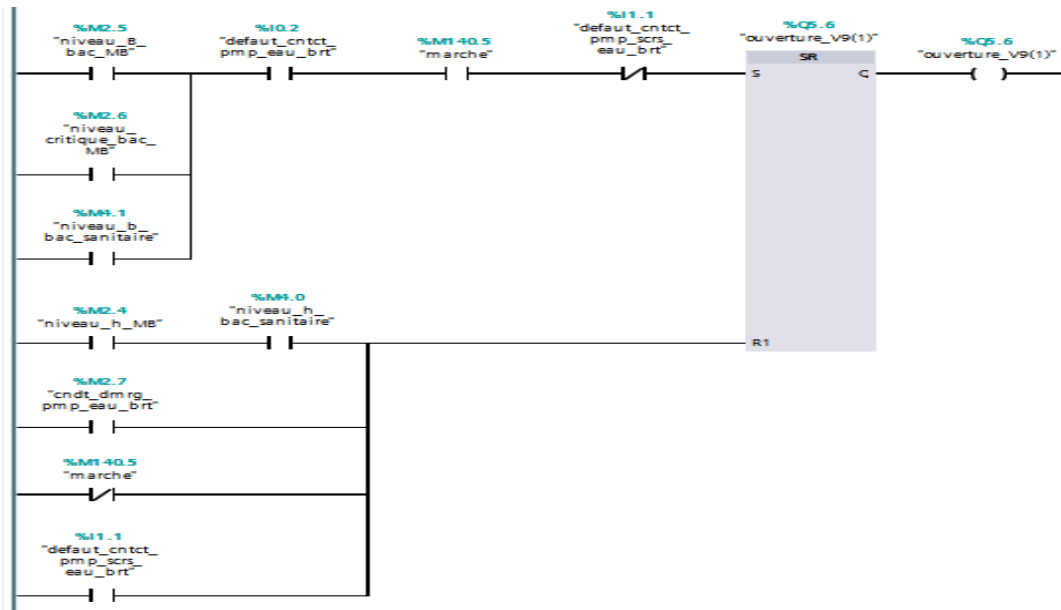 %M2.5
"niveau_B_
bac_MB"
%I0.2
"defaut_cntct_
pmp_eau_brt"
%M140.5
"marche"
%I1.1
"defaut_cntct_
pmp_scrs_
eau_brt"
%Q5.6
"ouverture_V9(1)"
SR
S
Q
%Q5.6
"ouverture_V9(1)"
%M2.6
"niveau_
critique_bac_
MB"
%M4.1
"niveau_b_
bac_sanitaire"
%M2.4
"niveau_h_MB"
%M4.0
"niveau_h_
bac_sanitaire"
R1
%M2.7
"cndt_dmrg_
pmp_eau_brt"
%M140.5
"marche"
%I1.1
"defaut_cntct_
pmp_scrs_
eau_brt"